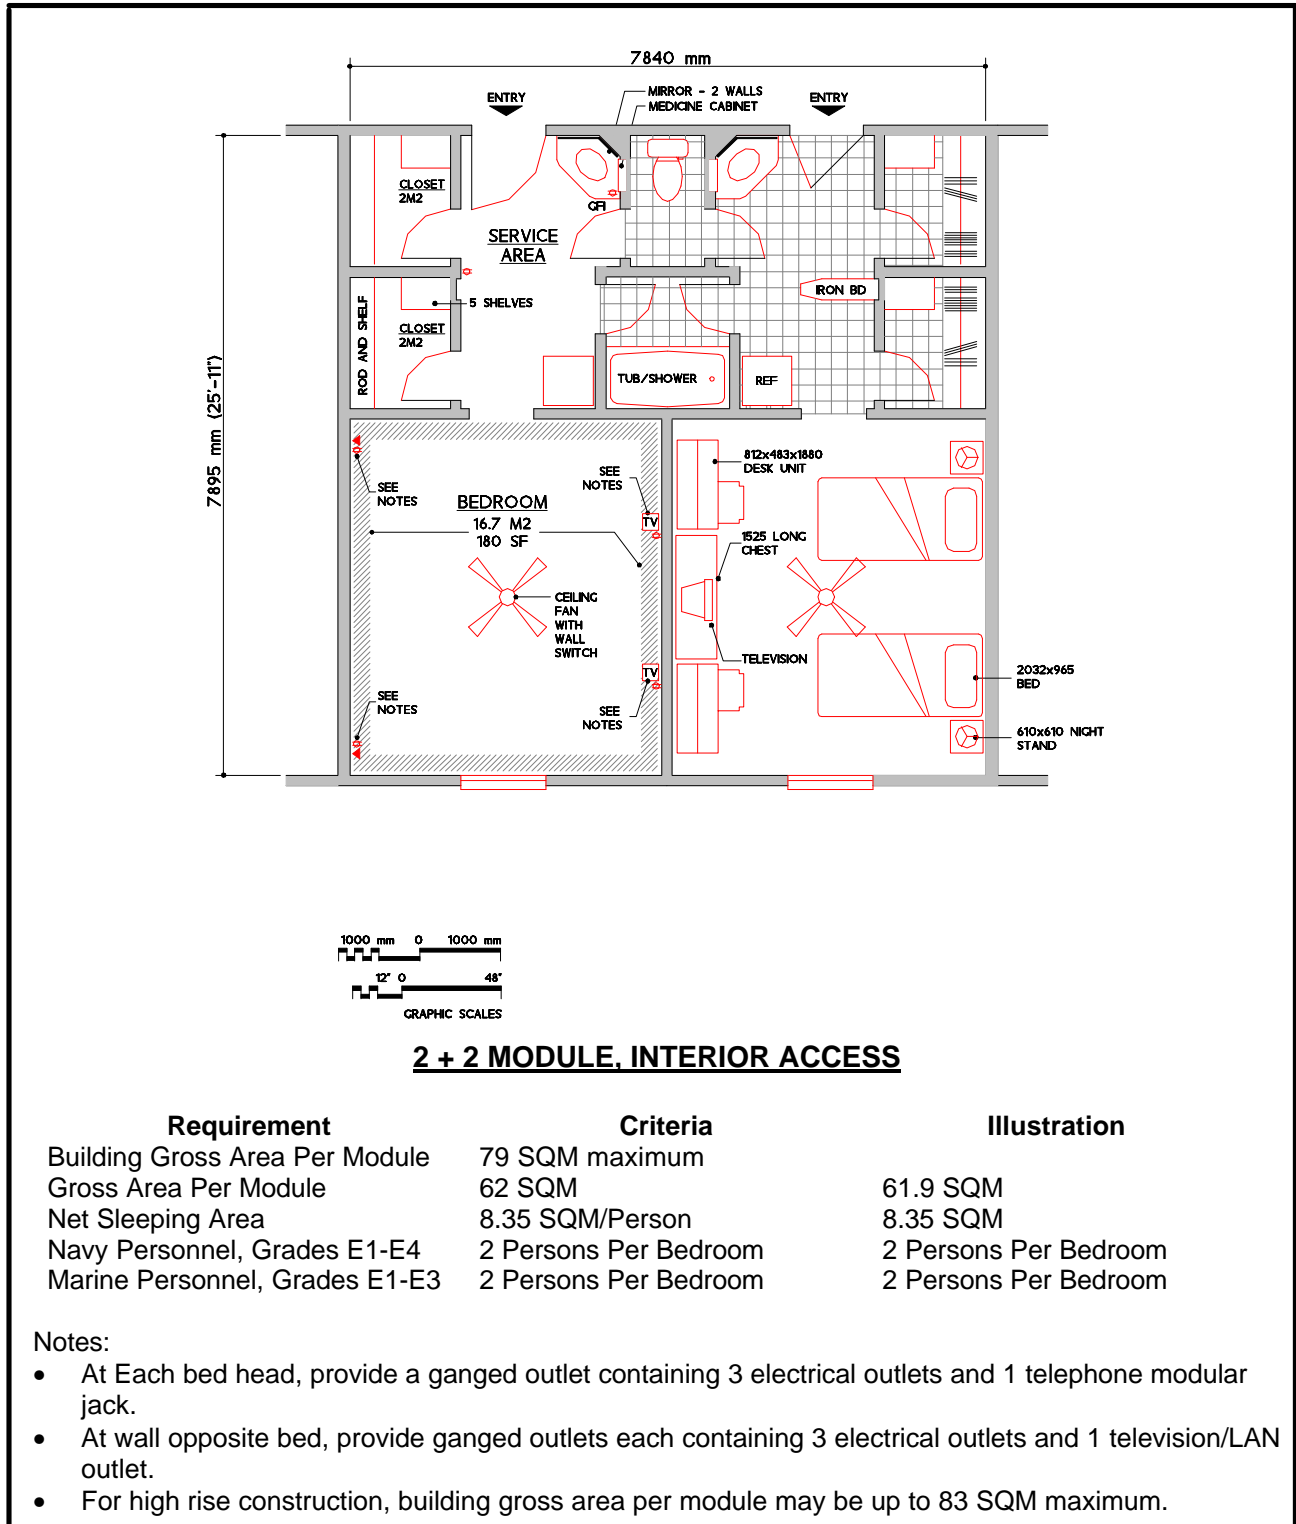 7840 mm
ENTRY
MIRROR - 2 WALLS
MEDICINE CABINET
ENTRY
CLOSET
2M2
GFI
SERVICE
AREA
IRON BD
5 SHELVES
ROD AND SHELF
CLOSET
2M2
TUB/SHOWER
REF
7895 mm (25'-11")
812x483x1880
DESK UNIT
SEE
NOTES
SEE
NOTES
BEDROOM
16.7 M2
180 SF
TV
1525 LONG
CHEST
CEILING
FAN
WITH
WALL
SWITCH
TELEVISION
TV
2032x965
BED
SEE
NOTES
SEE
NOTES
610x610 NIGHT
STAND
1000 mm 0 1000 mm
12" 0 48"
GRAPHIC SCALES
2 + 2 MODULE, INTERIOR ACCESS
Requirement Criteria Illustration
Building Gross Area Per Module 79 SQM maximum
Gross Area Per Module 62 SQM 61.9 SQM
Net Sleeping Area 8.35 SQM/Person 8.35 SQM
Navy Personnel, Grades E1-E4 2 Persons Per Bedroom 2 Persons Per Bedroom
Marine Personnel, Grades E1-E3 2 Persons Per Bedroom 2 Persons Per Bedroom
Notes:
• At Each bed head, provide a ganged outlet containing 3 electrical outlets and 1 telephone modular
jack.
• At wall opposite bed, provide ganged outlets each containing 3 electrical outlets and 1 television/LAN
outlet.
• For high rise construction, building gross area per module may be up to 83 SQM maximum.